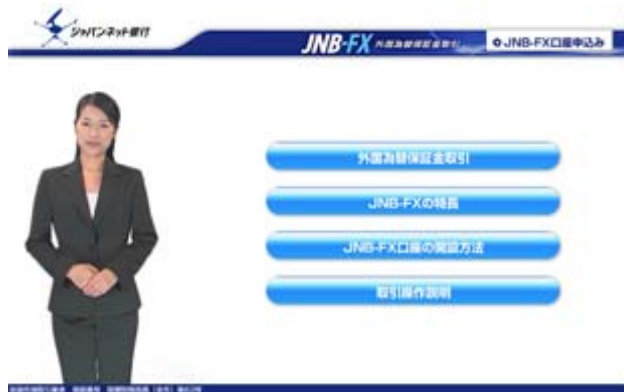 ジャパンネット銀行
JNB-FX 外国為替保証金取引
JNB-FX口座申込み
外国為替保証金取引
JNB-FXの特長
JNB-FX口座の開設方法
取引操作説明